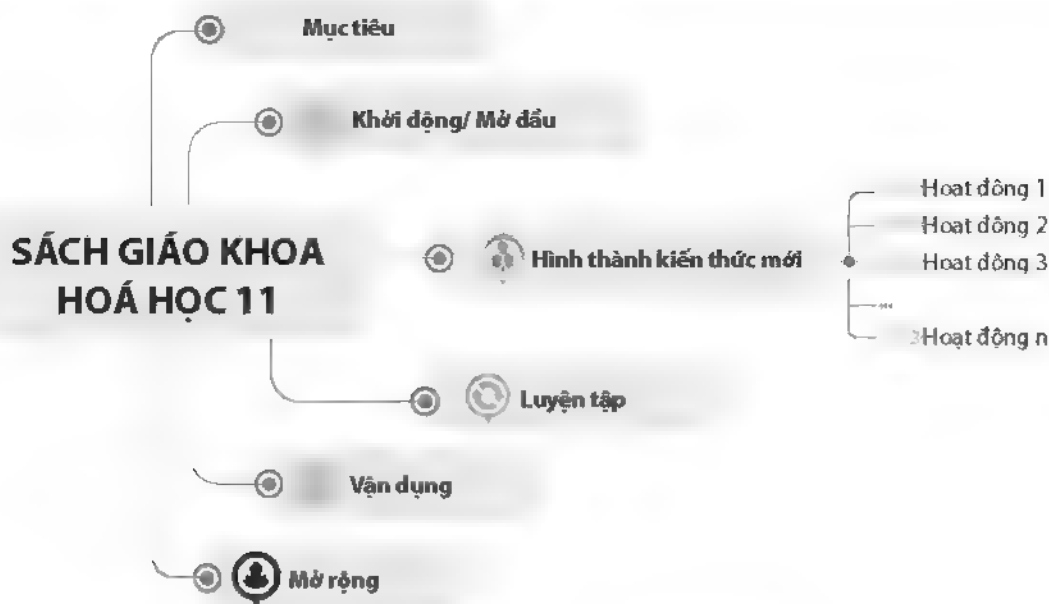 Mục tiêu
Khởi động/ Mở đầu
SÁCH GIÁO KHOA
HOÁ HỌC 11
Hình thành kiến thức mới
Hoạt động 1
Hoạt động 2
Hoạt động 3
...
Hoạt động n
Luyện tập
Vận dụng
Mở rộng